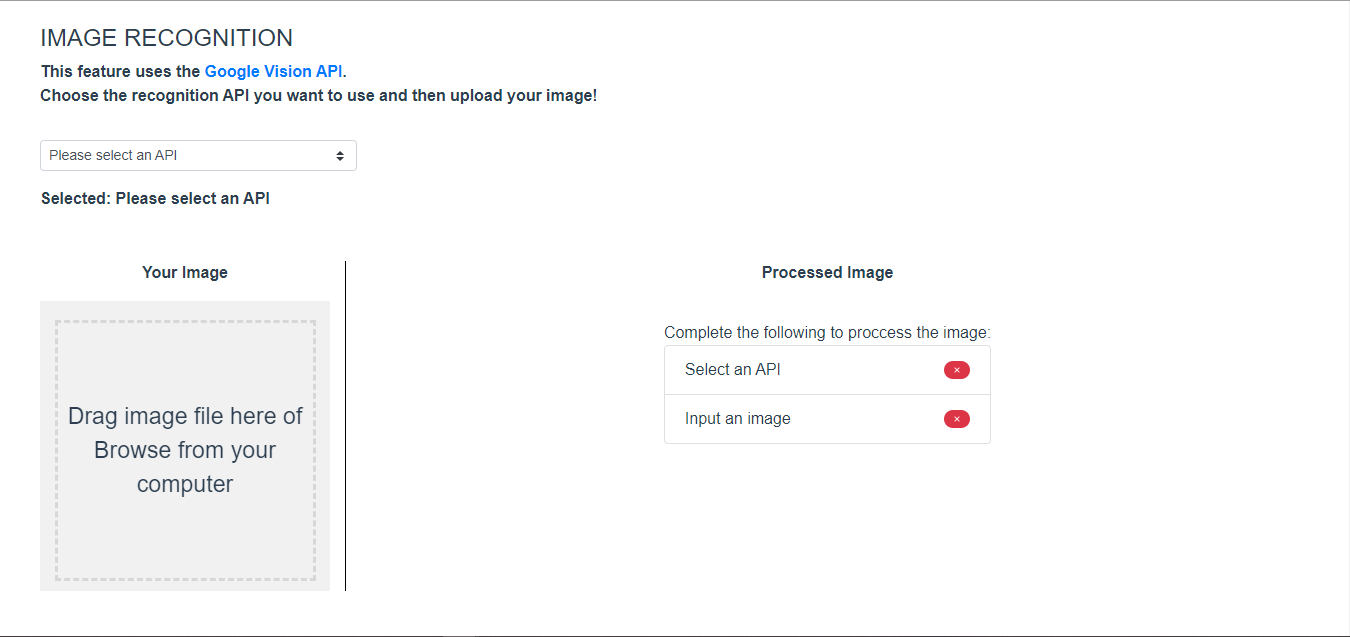 IMAGE RECOGNITION
This feature uses the Google Vision API.
Choose the recognition API you want to use and then upload your image!
Please select an API
Selected: Please select an API
Your Image
Processed Image
Drag image file here of
Browse from your
computer
Complete the following to proccess the image:
Select an API ×
Input an image ×